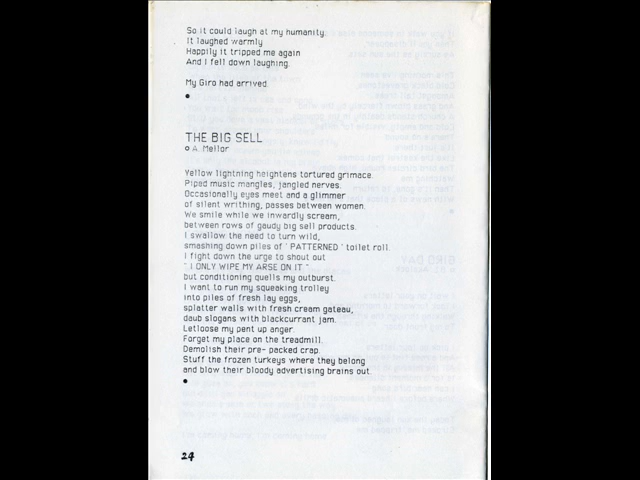 So it could laugh at my humanity.
It laughed warmly
Happily it tripped me again
And I fell down laughing.
My Giro had arrived.
THE BIG SELL
A. Mellor
Yellow lightning heightens tortured grimace.
Piped music mangles, jangled nerves.
Occasionally eyes meet and a glimmer
of silent writhing, passes between women.
We smile while we inwardly scream,
between rows of gaudy big sell products.
I swallow the need to turn wild,
smashing down piles of ' PATTERNED ' toilet roll.
I fight down the urge to shout out
" I ONLY WIPE MY ARSE ON IT "
but conditioning quells my outburst.
I want to run my squeaking trolley
into piles of fresh lay eggs,
splatter walls with fresh cream gateau,
daub slogans with blackcurrant jam.
Letloose my pent up anger.
Forget my place on the treadmill.
Demolish their pre- packed crap.
Stuff the frozen turkeys where they belong
and blow their bloody advertising brains out.
24